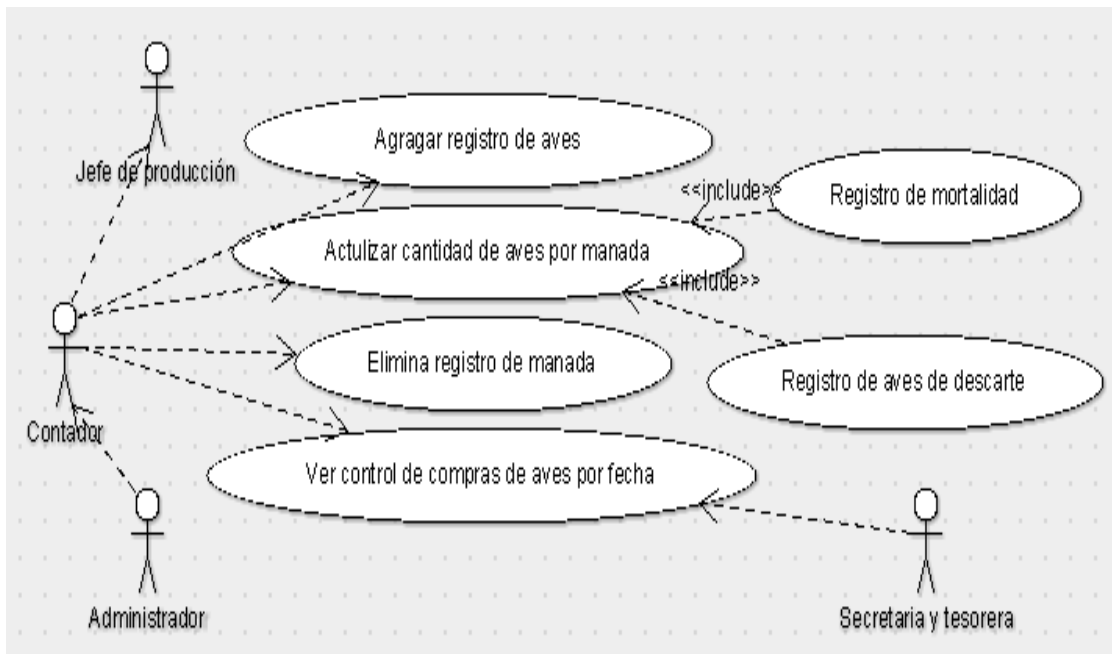 Jefe de producción
Agragar registro de aves
<<include>>
Registro de mortalidad
Actulizar cantidad de aves por manada
<<include>>
Elimina registro de manada
Registro de aves de descarte
Contador
Ver control de compras de aves por fecha
Administrador
Secretaria y tesorera